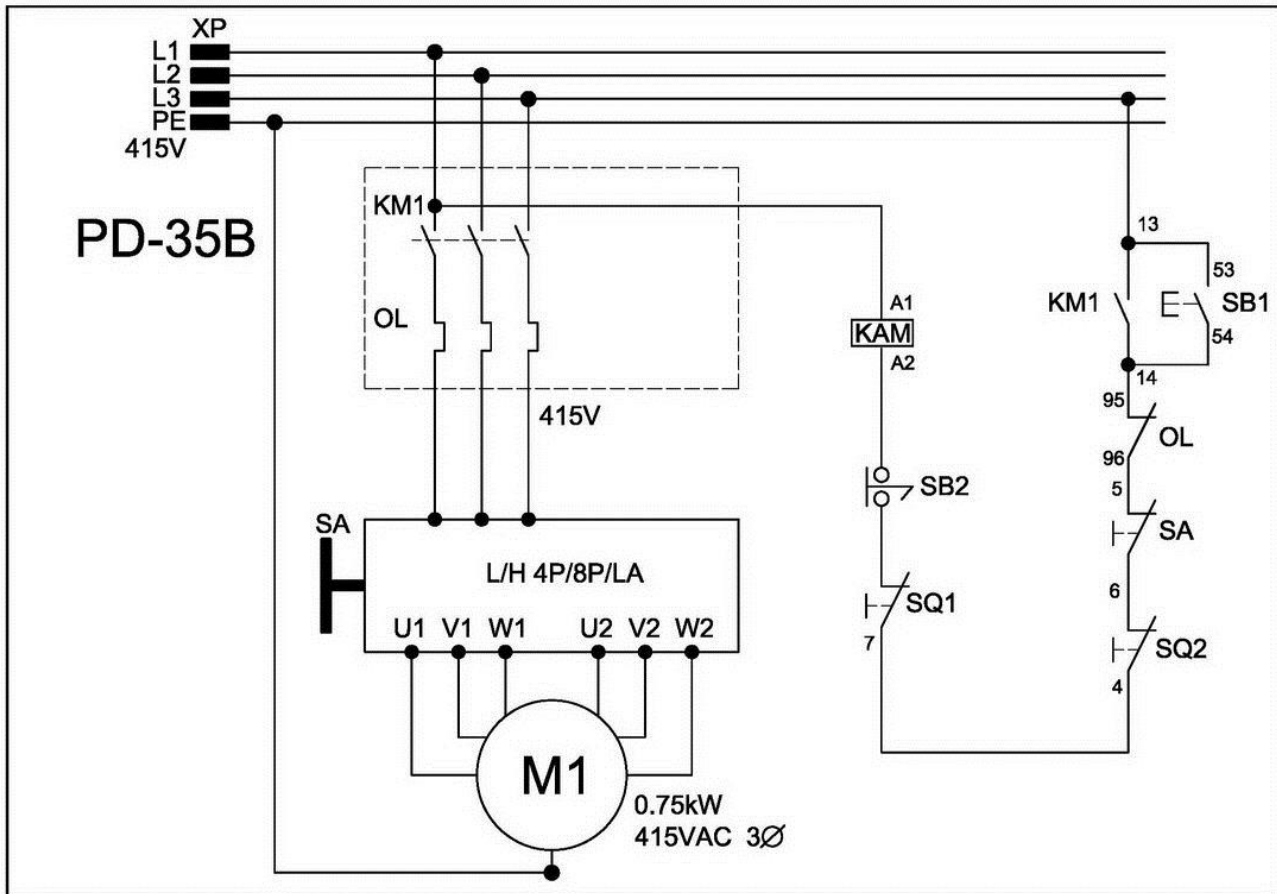 XP
L1
L2
L3
PE
415V
PD-35B
KM1
OL
415V
SA
L/H 4P/8P/LA
U1 V1 W1 U2 V2 W2
M1
0.75kW
415VAC 3∅
A1
KAM
A2
SB2
SQ1
7
13
KM1
53
SB1
54
14
95
OL
96
5
SA
6
SQ2
4